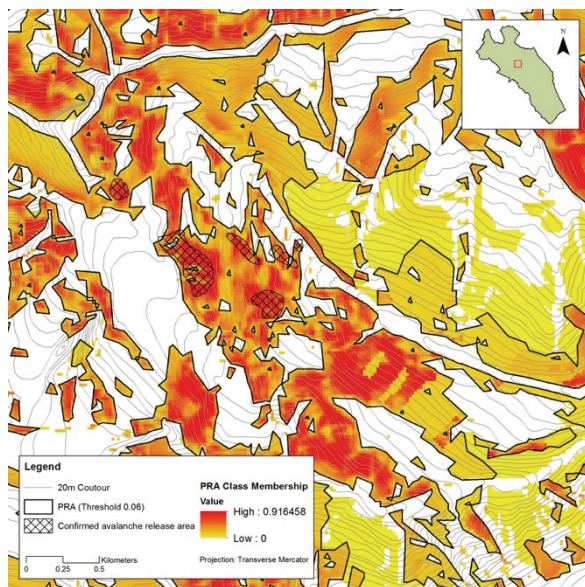 N
Legend
20m Coutour
PRA (Threshold 0.06)
Confirmed avalanche release area
Kilometers
0 0.25 0.5 1
PRA Class Membership
Value
High : 0.916458
Low : 0
Projection: Transverse Mercator